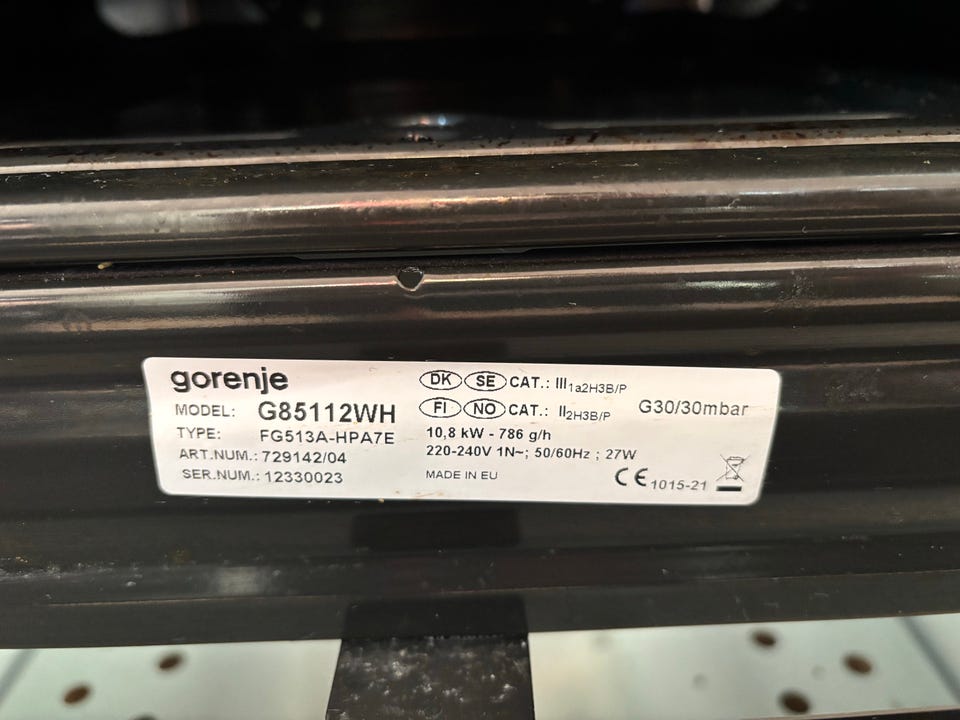 gorenje
MODEL: G85112WH
TYPE: FG513A-HPA7E
ART.NUM.: 729142/04
SER.NUM.: 12330023
DK SE CAT.: III1a2H3B/P
FI NO CAT.: II2H3B/P G30/30mbar
10,8 kW - 786 g/h
220-240V 1N~; 50/60Hz ; 27W
MADE IN EU
CE 1015-21